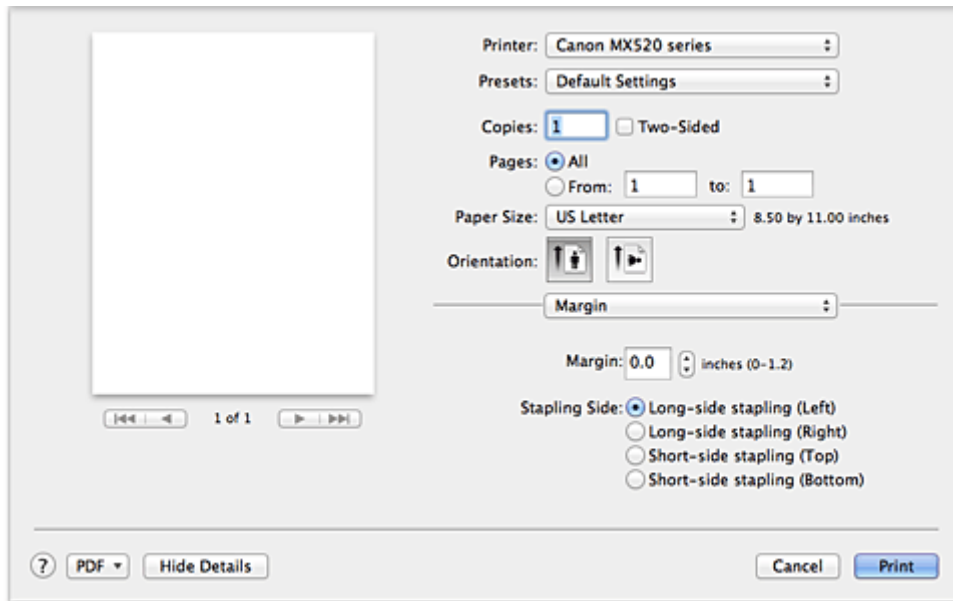 Printer: Canon MX520 series
Presets: Default Settings
Copies: 1 Two-Sided
Pages: All
From: 1 to: 1
Paper Size: US Letter 8.50 by 11.00 inches
Orientation:
Margin
Margin: 0.0 inches (0-1.2)
1 of 1
Stapling Side: Long-side stapling (Left)
Long-side stapling (Right)
Short-side stapling (Top)
Short-side stapling (Bottom)
? PDF Hide Details Cancel Print